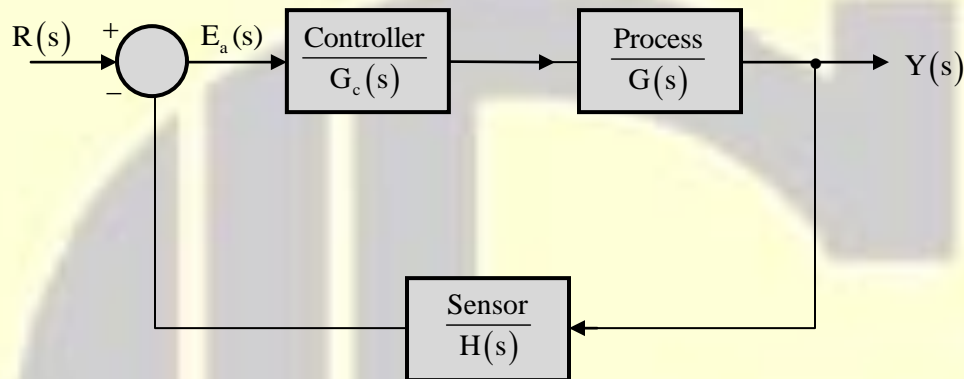 R(s)
+
−
E_a(s)
Controller
G_c(s)
Process
G(s)
Y(s)
Sensor
H(s)